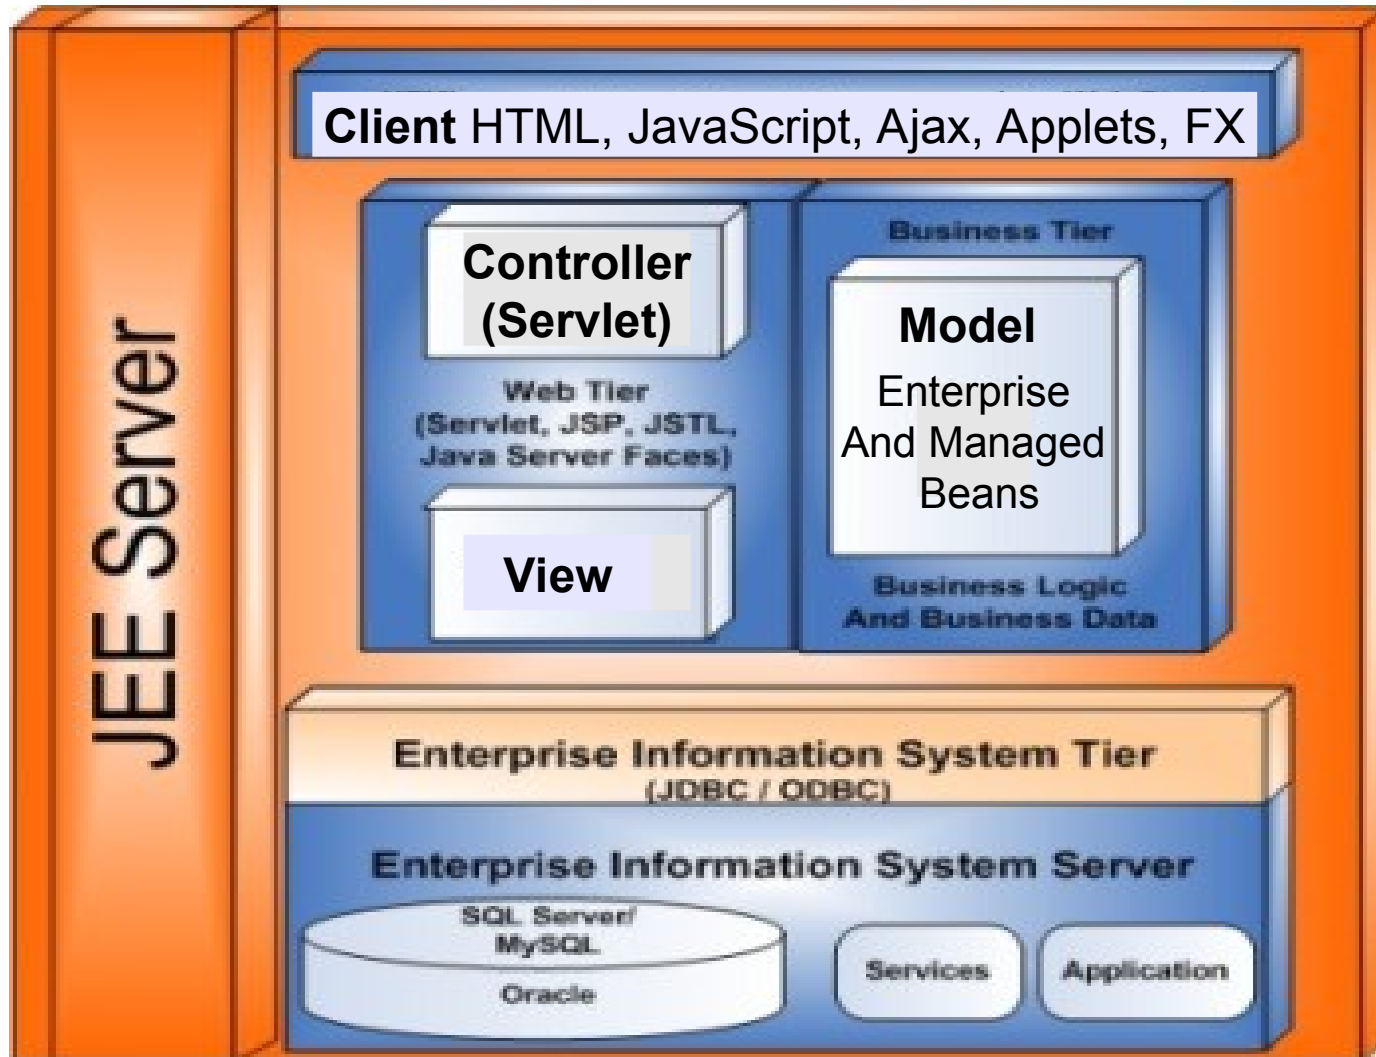 JEE Server
Client HTML, JavaScript, Ajax, Applets, FX
Controller
(Servlet)
Web Tier
(Servlet, JSP, JSTL,
Java Server Faces)
View
Business Tier
Model
Enterprise
And Managed
Beans
Business Logic
And Business Data
Enterprise Information System Tier
(JDBC / ODBC)
Enterprise Information System Server
SQL Server/
MySQL
Oracle
Services
Application